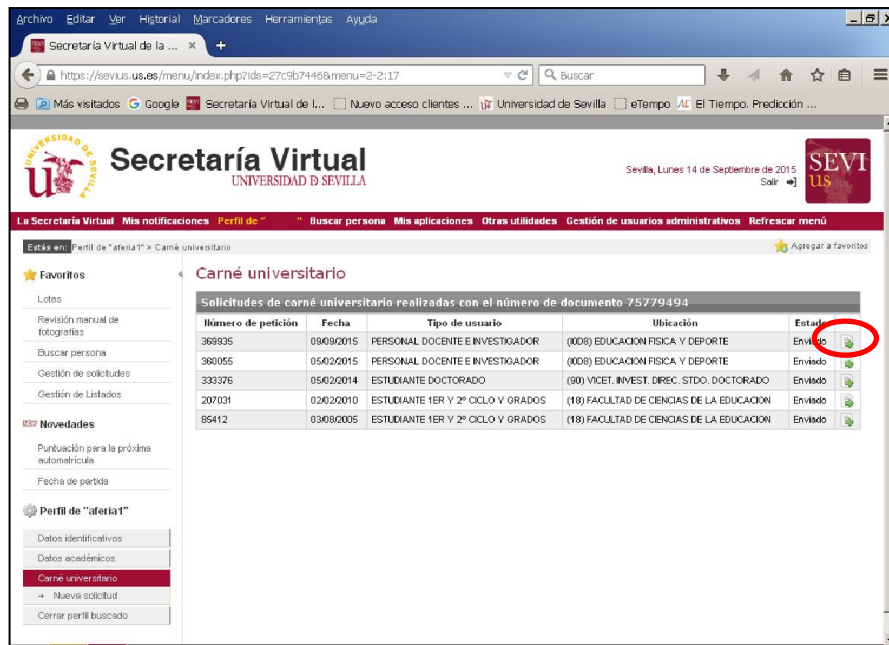 Archivo Editar Ver Historial Marcadores Herramientas Ayuda
Secretaría Virtual de la ... × +
https://sevius.us.es/menu/index.php?ids=27c9b7446&menu=2-2:17 Buscar
Más visitados Google Secretaría Virtual de l... Nuevo acceso clientes ... Universidad de Sevilla eTempo AE El Tiempo. Predicción ...
UNIVERSIDAD DE SEVILLA
Secretaría Virtual
UNIVERSIDAD D SEVILLA
Sevilla, Lunes 14 de Septiembre de 2015
Salir
SEVI
US
La Secretaría Virtual Mis notificaciones Perfil de " " Buscar persona Mis aplicaciones Otras utilidades Gestión de usuarios administrativos Refrescar menú
Estás en: Perfil de "aferia1" > Carné universitario
Agregar a favoritos
Favoritos
Lotes
Revisión manual de
fotografías
Buscar persona
Gestión de solicitudes
Gestión de Listados
Novedades
Puntuación para la próxima
automatrícula
Fecha de partida
Perfil de "aferia1"
Datos identificativos
Datos académicos
Carné universitario
Nueva solicitud
Cerrar perfil buscado
Carné universitario
Solicitudes de carné universitario realizadas con el número de documento 75779494
Número de petición Fecha Tipo de usuario Ubicación Estado
369935 09/09/2015 PERSONAL DOCENTE E INVESTIGADOR (I0D8) EDUCACION FISICA Y DEPORTE Enviado
360055 05/02/2015 PERSONAL DOCENTE E INVESTIGADOR (I0D8) EDUCACION FISICA Y DEPORTE Enviado
333376 05/02/2014 ESTUDIANTE DOCTORADO (90) VICET. INVEST. DIREC. STDO. DOCTORADO Enviado
207031 02/02/2010 ESTUDIANTE 1ER Y 2º CICLO Y GRADOS (18) FACULTAD DE CIENCIAS DE LA EDUCACION Enviado
85412 03/08/2005 ESTUDIANTE 1ER Y 2º CICLO Y GRADOS (18) FACULTAD DE CIENCIAS DE LA EDUCACION Enviado